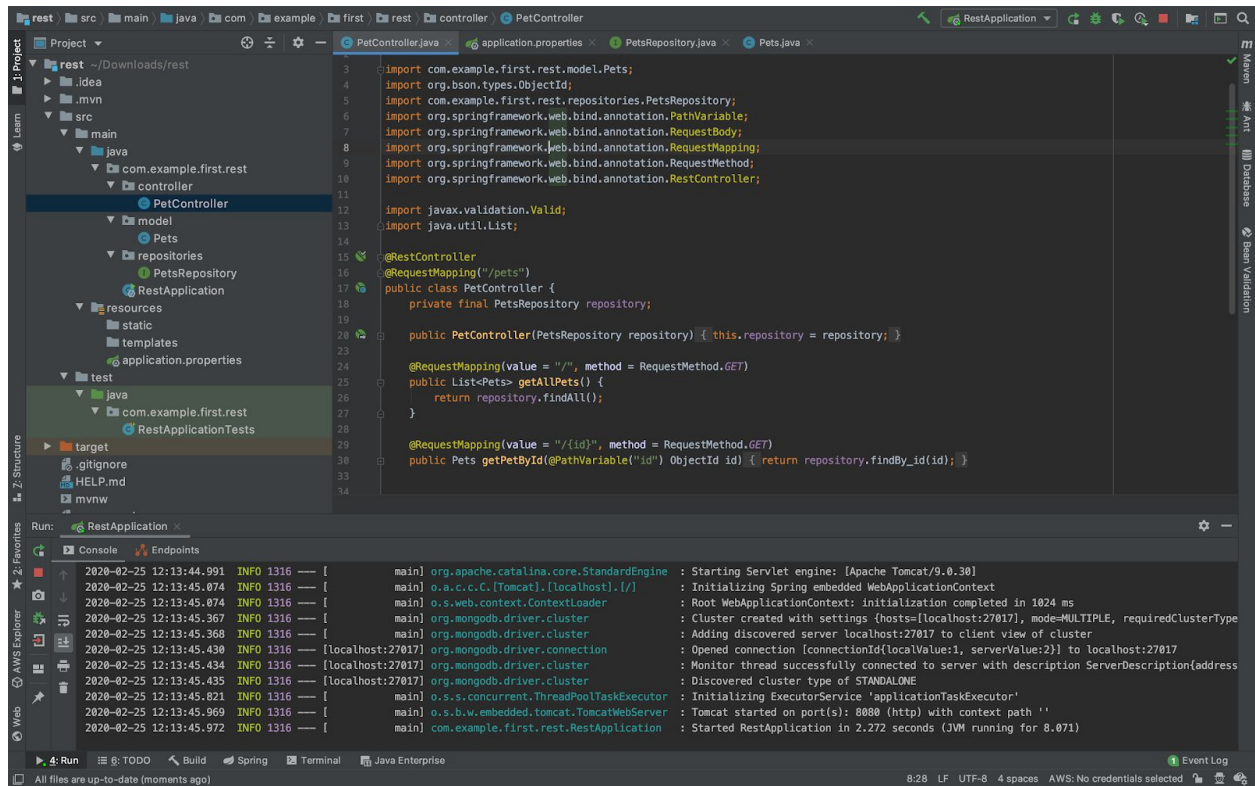 rest src main java com example first rest controller PetController RestApplication
1: Project
Learn
Z: Structure
2: Favorites
AWS Explorer
Web
Project
rest ~/Downloads/rest
.idea
.mvn
src
main
java
com.example.first.rest
controller
PetController
model
Pets
repositories
PetsRepository
RestApplication
resources
static
templates
application.properties
test
java
com.example.first.rest
RestApplicationTests
target
.gitignore
HELP.md
mvnw
PetController.java application.properties PetsRepository.java Pets.java
3 import com.example.first.rest.model.Pets;
4 import org.bson.types.ObjectId;
5 import com.example.first.rest.repositories.PetsRepository;
6 import org.springframework.web.bind.annotation.PathVariable;
7 import org.springframework.web.bind.annotation.RequestBody;
8 import org.springframework.web.bind.annotation.RequestMapping;
9 import org.springframework.web.bind.annotation.RequestMethod;
10 import org.springframework.web.bind.annotation.RestController;
11
12 import javax.validation.Valid;
13 import java.util.List;
14
15 @RestController
16 @RequestMapping("/pets")
17 public class PetController {
18 private final PetsRepository repository;
19
20 public PetController(PetsRepository repository) { this.repository = repository; }
23
24 @RequestMapping(value = "/", method = RequestMethod.GET)
25 public List<Pets> getAllPets() {
26 return repository.findAll();
27 }
28
29 @RequestMapping(value = "/{id}", method = RequestMethod.GET)
30 public Pets getPetById(@PathVariable("id") ObjectId id) { return repository.findBy_id(id); }
33
34
m Maven
Ant
Database
Bean Validation
Run: RestApplication
Console Endpoints
2020-02-25 12:13:44.991 INFO 1316 --- [ main] org.apache.catalina.core.StandardEngine : Starting Servlet engine: [Apache Tomcat/9.0.30]
2020-02-25 12:13:45.074 INFO 1316 --- [ main] o.a.c.c.C.[Tomcat].[localhost].[/] : Initializing Spring embedded WebApplicationContext
2020-02-25 12:13:45.074 INFO 1316 --- [ main] o.s.web.context.ContextLoader : Root WebApplicationContext: initialization completed in 1024 ms
2020-02-25 12:13:45.367 INFO 1316 --- [ main] org.mongodb.driver.cluster : Cluster created with settings {hosts=[localhost:27017], mode=MULTIPLE, requiredClusterType
2020-02-25 12:13:45.368 INFO 1316 --- [ main] org.mongodb.driver.cluster : Adding discovered server localhost:27017 to client view of cluster
2020-02-25 12:13:45.430 INFO 1316 --- [localhost:27017] org.mongodb.driver.connection : Opened connection [connectionId{localValue:1, serverValue:2}] to localhost:27017
2020-02-25 12:13:45.434 INFO 1316 --- [localhost:27017] org.mongodb.driver.cluster : Monitor thread successfully connected to server with description ServerDescription{address
2020-02-25 12:13:45.435 INFO 1316 --- [localhost:27017] org.mongodb.driver.cluster : Discovered cluster type of STANDALONE
2020-02-25 12:13:45.821 INFO 1316 --- [ main] o.s.s.concurrent.ThreadPoolTaskExecutor : Initializing ExecutorService 'applicationTaskExecutor'
2020-02-25 12:13:45.969 INFO 1316 --- [ main] o.s.b.w.embedded.tomcat.TomcatWebServer : Tomcat started on port(s): 8080 (http) with context path ''
2020-02-25 12:13:45.972 INFO 1316 --- [ main] com.example.first.rest.RestApplication : Started RestApplication in 2.272 seconds (JVM running for 8.071)
4: Run 6: TODO Build Spring Terminal Java Enterprise 1 Event Log
All files are up-to-date (moments ago) 8:28 LF UTF-8 4 spaces AWS: No credentials selected